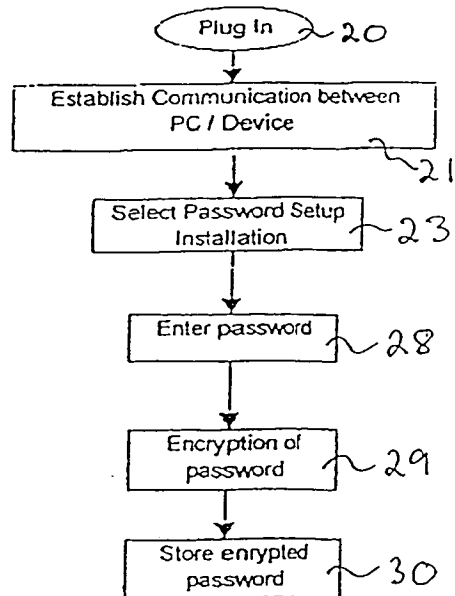 Plug In 20
Establish Communication between
PC / Device
21
Select Password Setup
Installation
23
Enter password
28
Encryption of
password
29
Store enrypted
password
30